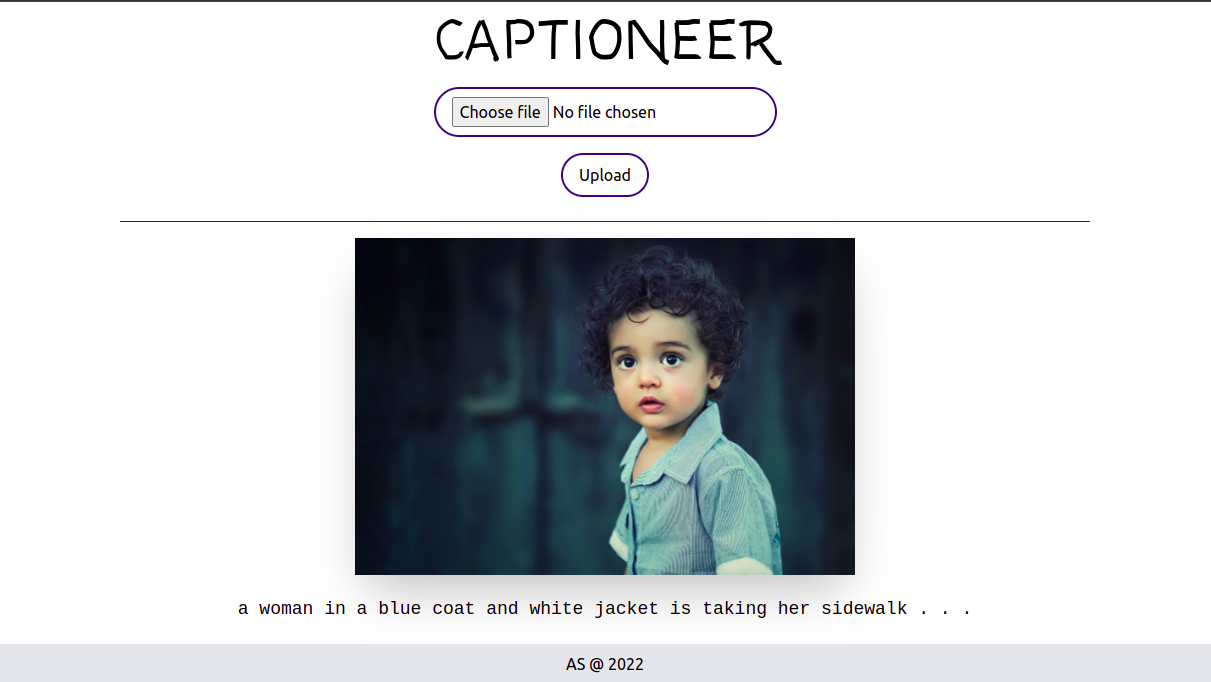 CAPTIONEER
Choose file No file chosen
Upload
a woman in a blue coat and white jacket is taking her sidewalk . . .
AS @ 2022